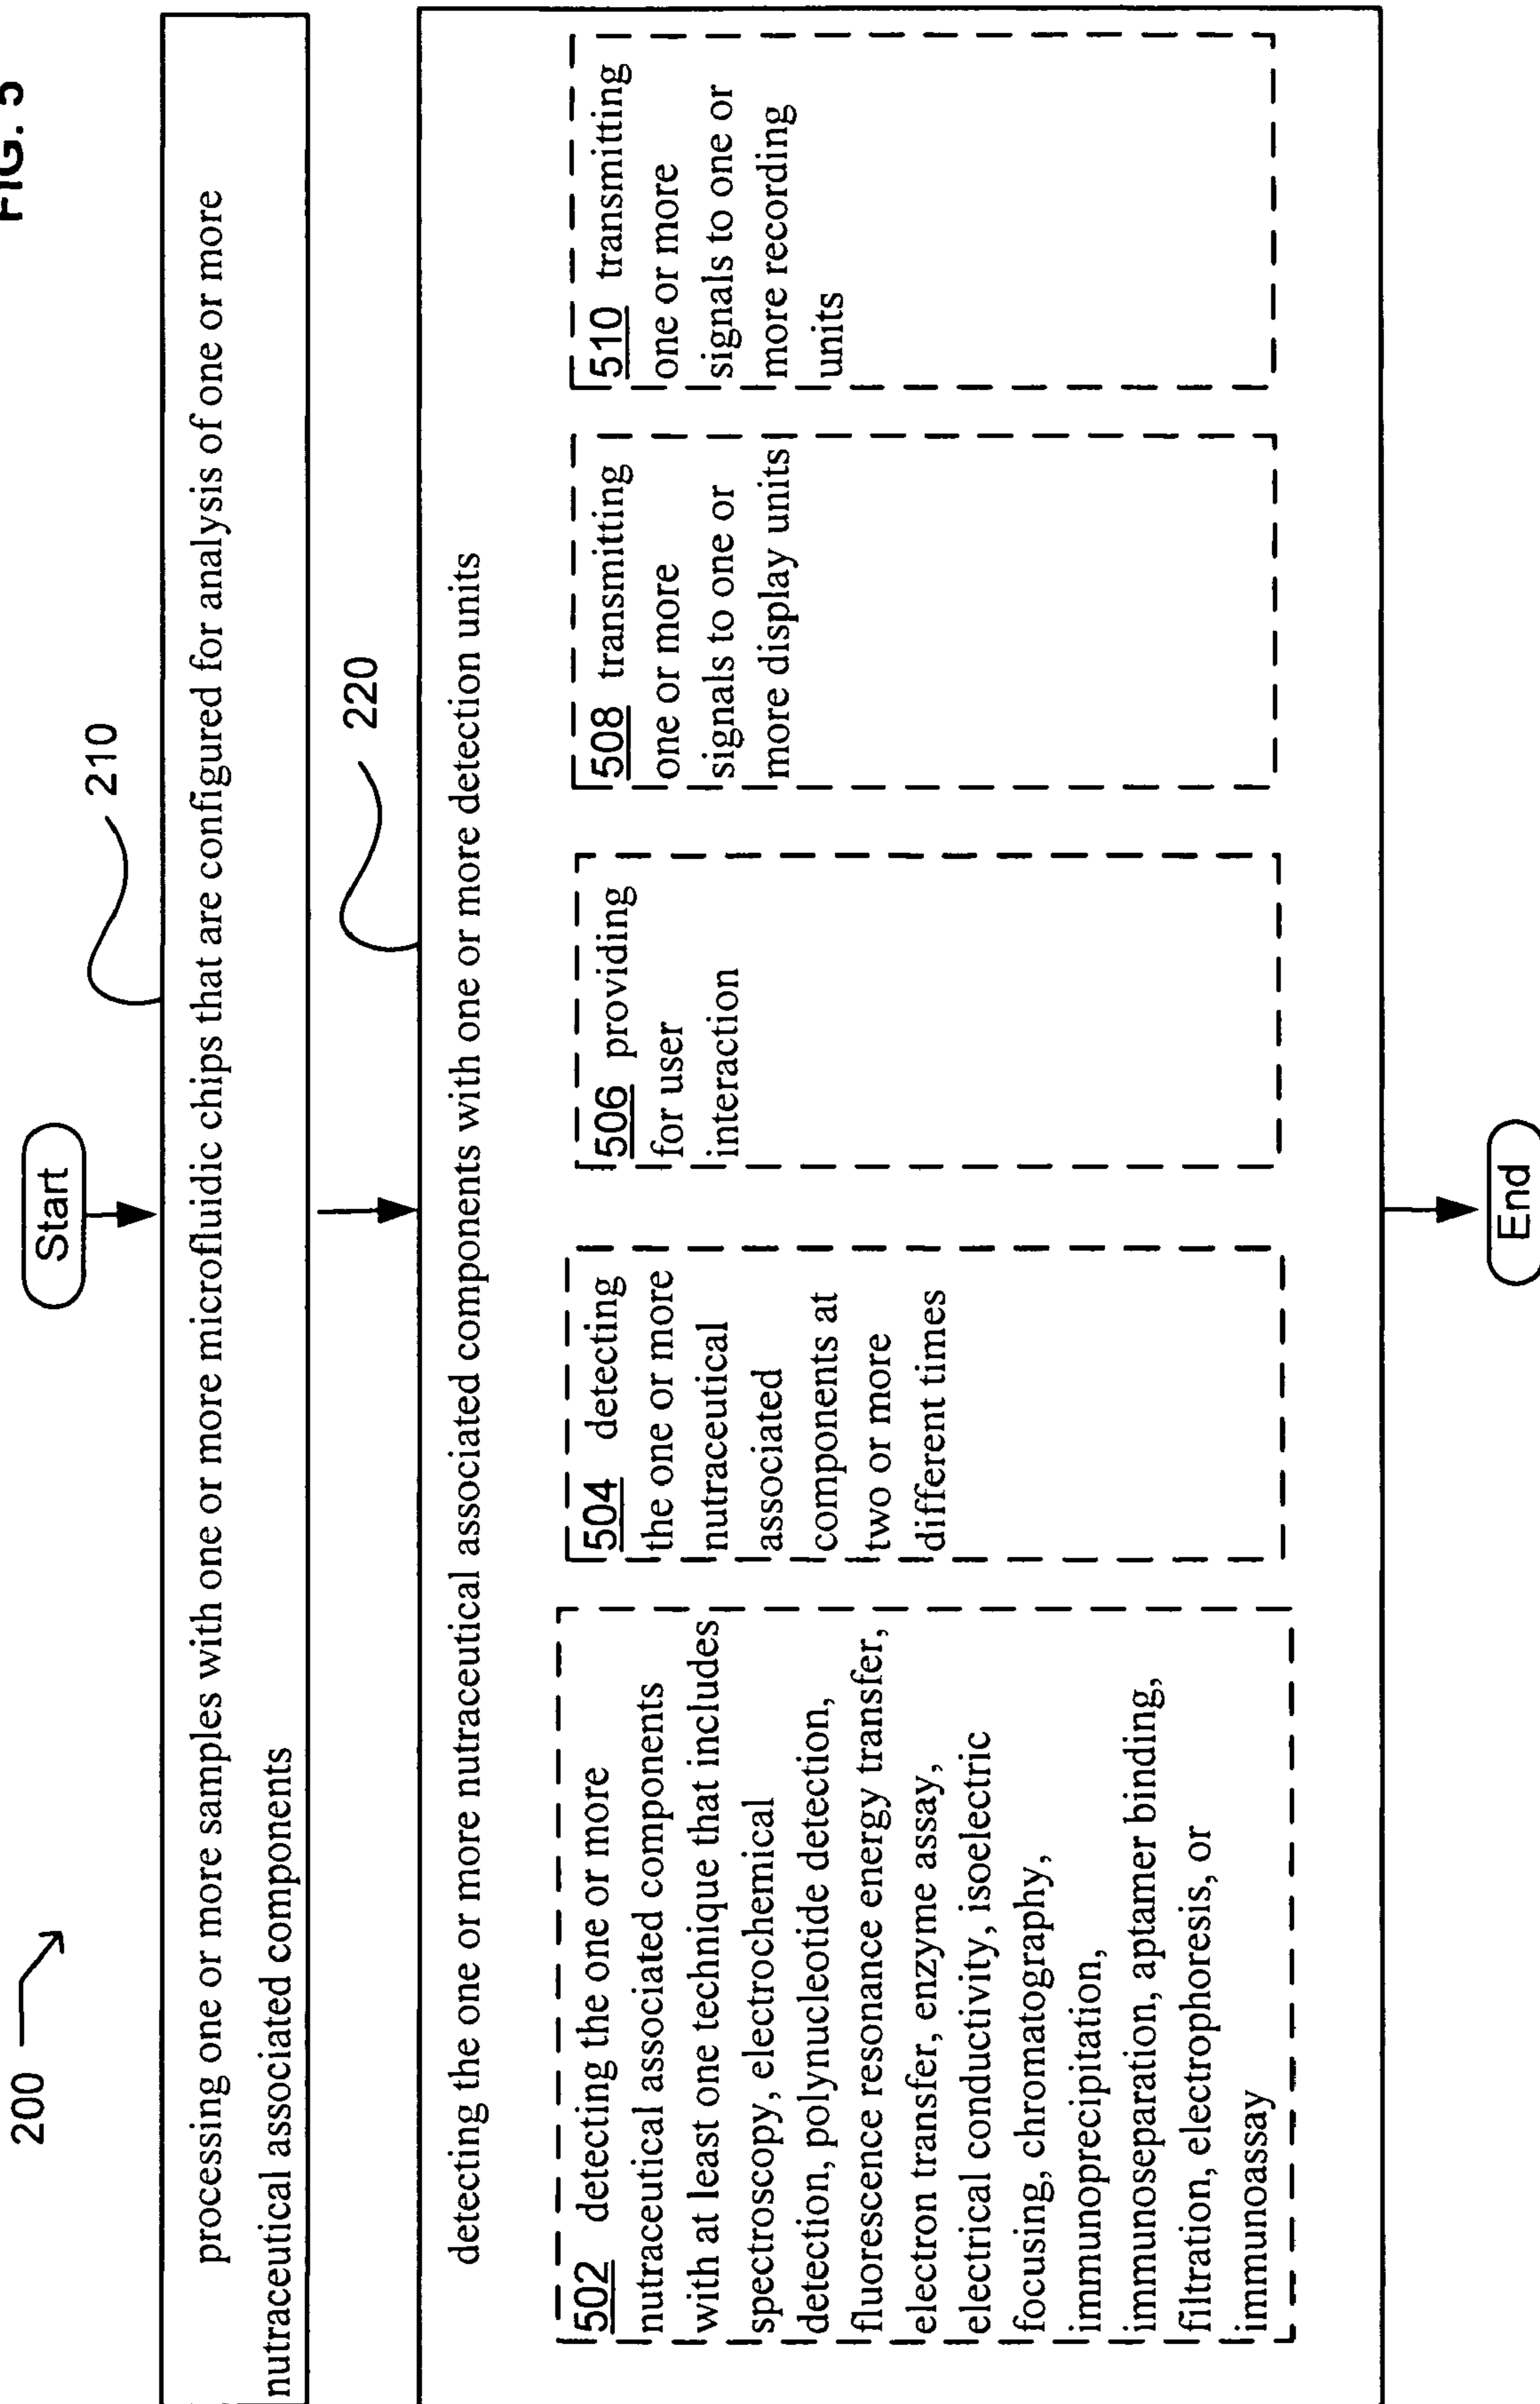 FIG. 5
200
Start
210
processing one or more samples with one or more microfluidic chips that are configured for analysis of one or more
nutraceutical associated components
220
detecting the one or more nutraceutical associated components with one or more detection units
502 detecting the one or more
nutraceutical associated components
with at least one technique that includes
spectroscopy, electrochemical
detection, polynucleotide detection,
fluorescence resonance energy transfer,
electron transfer, enzyme assay,
electrical conductivity, isoelectric
focusing, chromatography,
immunoprecipitation,
immunoseparation, aptamer binding,
filtration, electrophoresis, or
immunoassay
504 detecting
the one or more
nutraceutical
associated
components at
two or more
different times
506 providing
for user
interaction
508 transmitting
one or more
signals to one or
more display units
510 transmitting
one or more
signals to one or
more recording
units
End